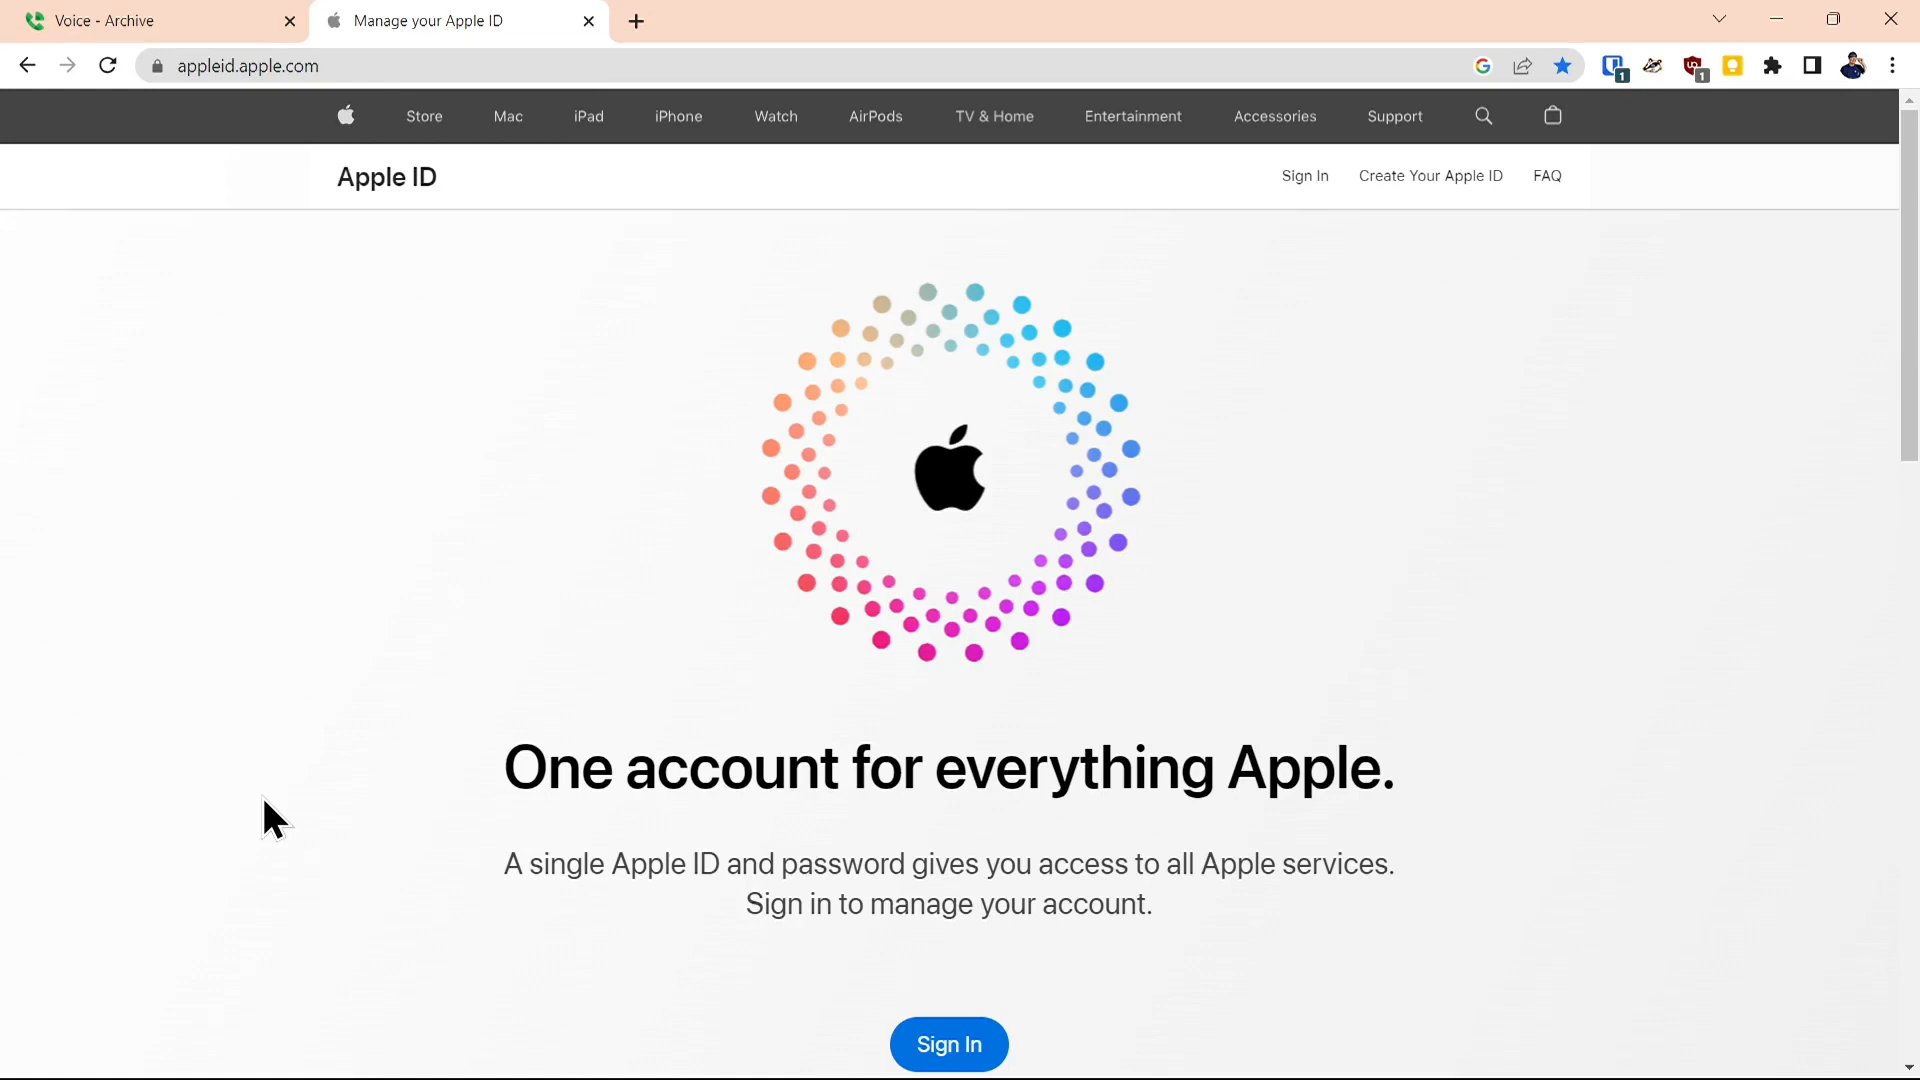 Voice - Archive
Manage your Apple ID
appleid.apple.com
1
1
Store Mac iPad iPhone Watch AirPods TV & Home Entertainment Accessories Support
Apple ID
Sign In Create Your Apple ID FAQ
One account for everything Apple.
A single Apple ID and password gives you access to all Apple services.
Sign in to manage your account.
Sign In